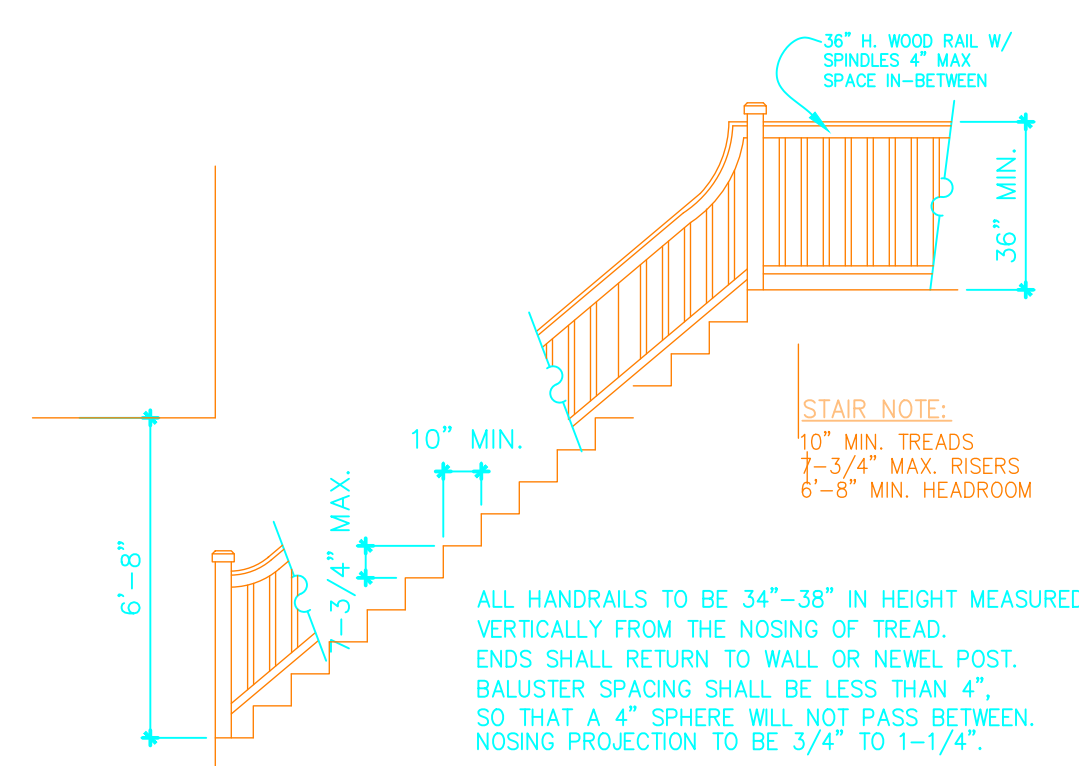 36" H. WOOD RAIL W/
SPINDLES 4" MAX
SPACE IN-BETWEEN
36" MIN.
STAIR NOTE:
10" MIN. TREADS
7-3/4" MAX. RISERS
6'-8" MIN. HEADROOM
10" MIN.
7-3/4" MAX.
6'-8"
ALL HANDRAILS TO BE 34"-38" IN HEIGHT MEASURED
VERTICALLY FROM THE NOSING OF TREAD.
ENDS SHALL RETURN TO WALL OR NEWEL POST.
BALUSTER SPACING SHALL BE LESS THAN 4",
SO THAT A 4" SPHERE WILL NOT PASS BETWEEN.
NOSING PROJECTION TO BE 3/4" TO 1-1/4".